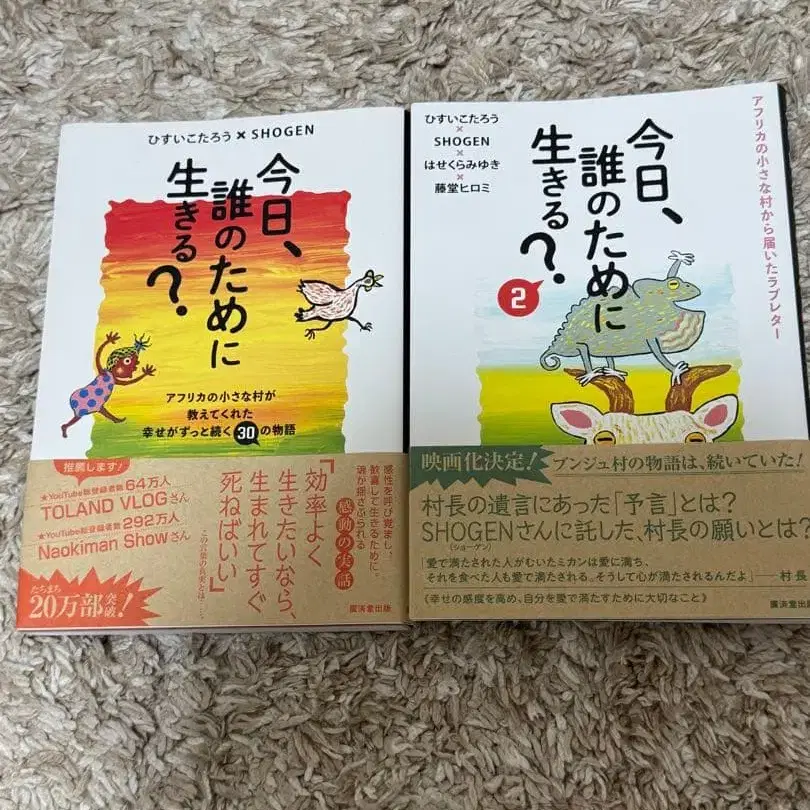 ひすいこたろう×SHOGEN
今日、
誰のために
生きる?
アフリカの小さな村が
教えてくれた
幸せがずっと続く30の物語
推薦します!
★YouTube登録者数64万人
TOLAND VLOGさん
★YouTube登録者数292万人
Naokiman Showさん
たちまち
20万部突破!
感性を呼び覚まし、
歓喜して生きるために。
魂が揺さぶられる
感動の実話
「効率よく
生きたいなら、
生まれてすぐ
死ねばいい」
この言葉の真実とは……
廣済堂出版
ひすいこたろう
×
SHOGEN
×
はせくらみゆき
×
藤堂ヒロミ
今日、
誰のために
生きる?
2
アフリカの小さな村から届いたラブレター
映画化決定!
ブンジュ村の物語は、続いていた!
村長の遺言にあった「予言」とは?
SHOGENさんに託した、村長の願いとは?
(ショーゲン)
「愛で満たされた人がむいたミカンは愛に満ち、
それを食べた人も愛で満たされる。そうして心が満たされるんだよ」――村長
《幸せの感度を高め、自分を愛で満たすために大切なこと》
廣済堂出版